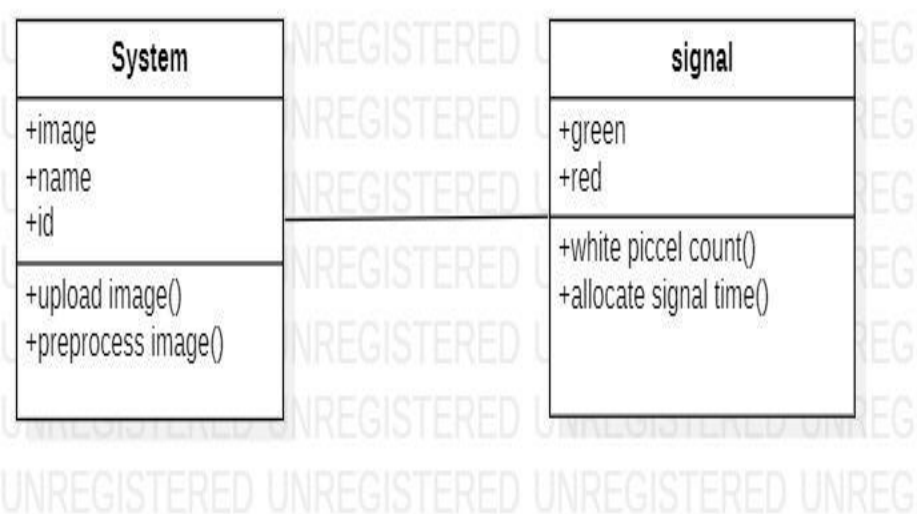 System
+image
+name
+id
+upload image()
+preprocess image()
signal
+green
+red
+white piccel count()
+allocate signal time()
UNREGISTERED UNREGISTERED UNREGISTERED UNREG